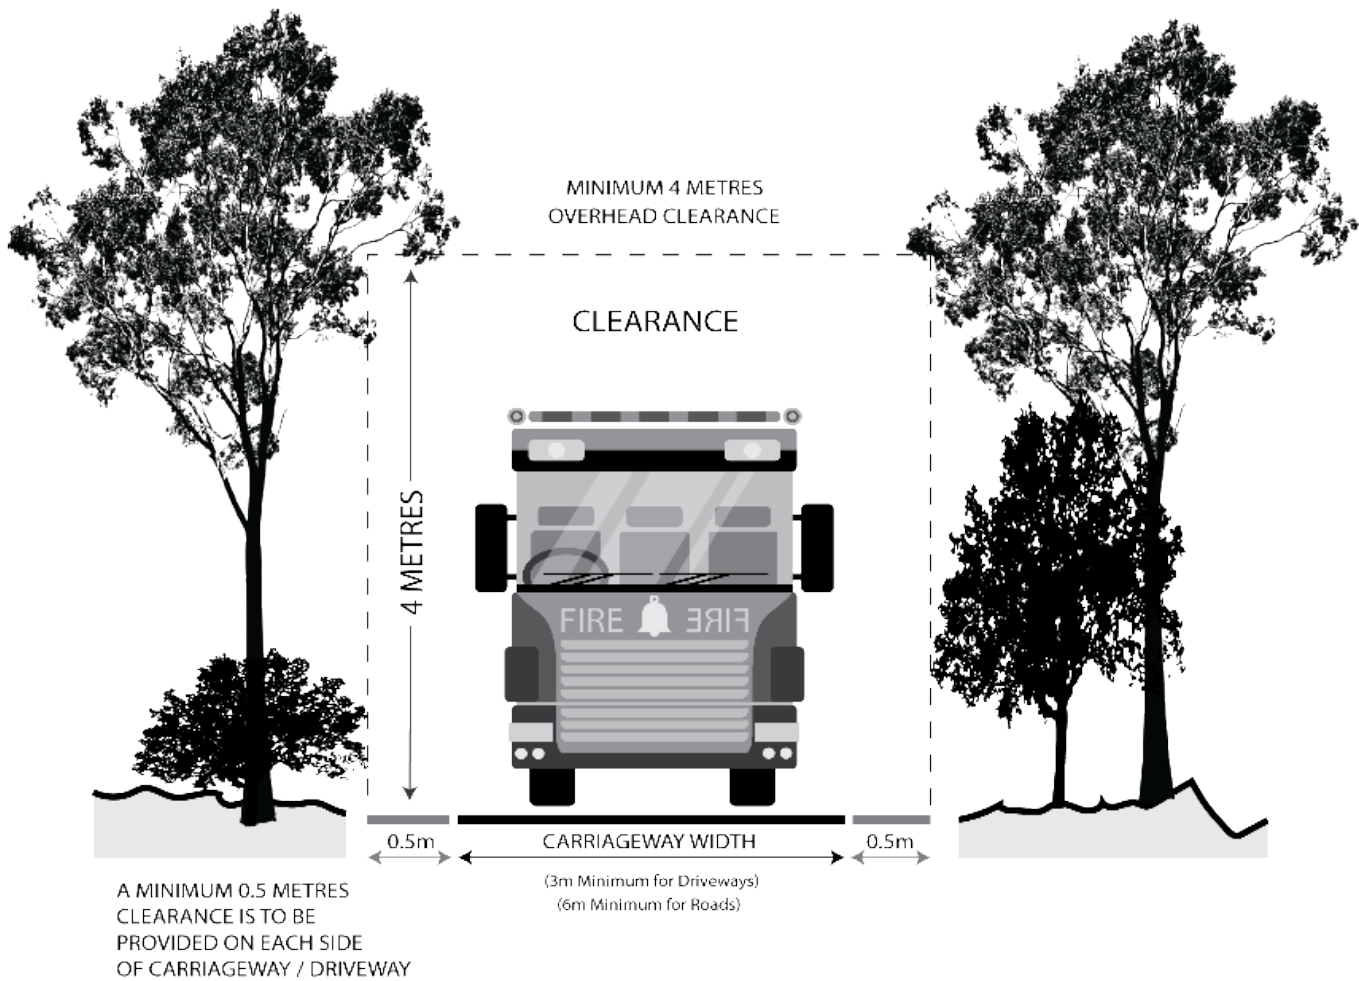 MINIMUM 4 METRES
OVERHEAD CLEARANCE
CLEARANCE
4 METRES
FIRE FIRE
0.5m
CARRIAGEWAY WIDTH
0.5m
(3m Minimum for Driveways)
(6m Minimum for Roads)
A MINIMUM 0.5 METRES
CLEARANCE IS TO BE
PROVIDED ON EACH SIDE
OF CARRIAGEWAY / DRIVEWAY